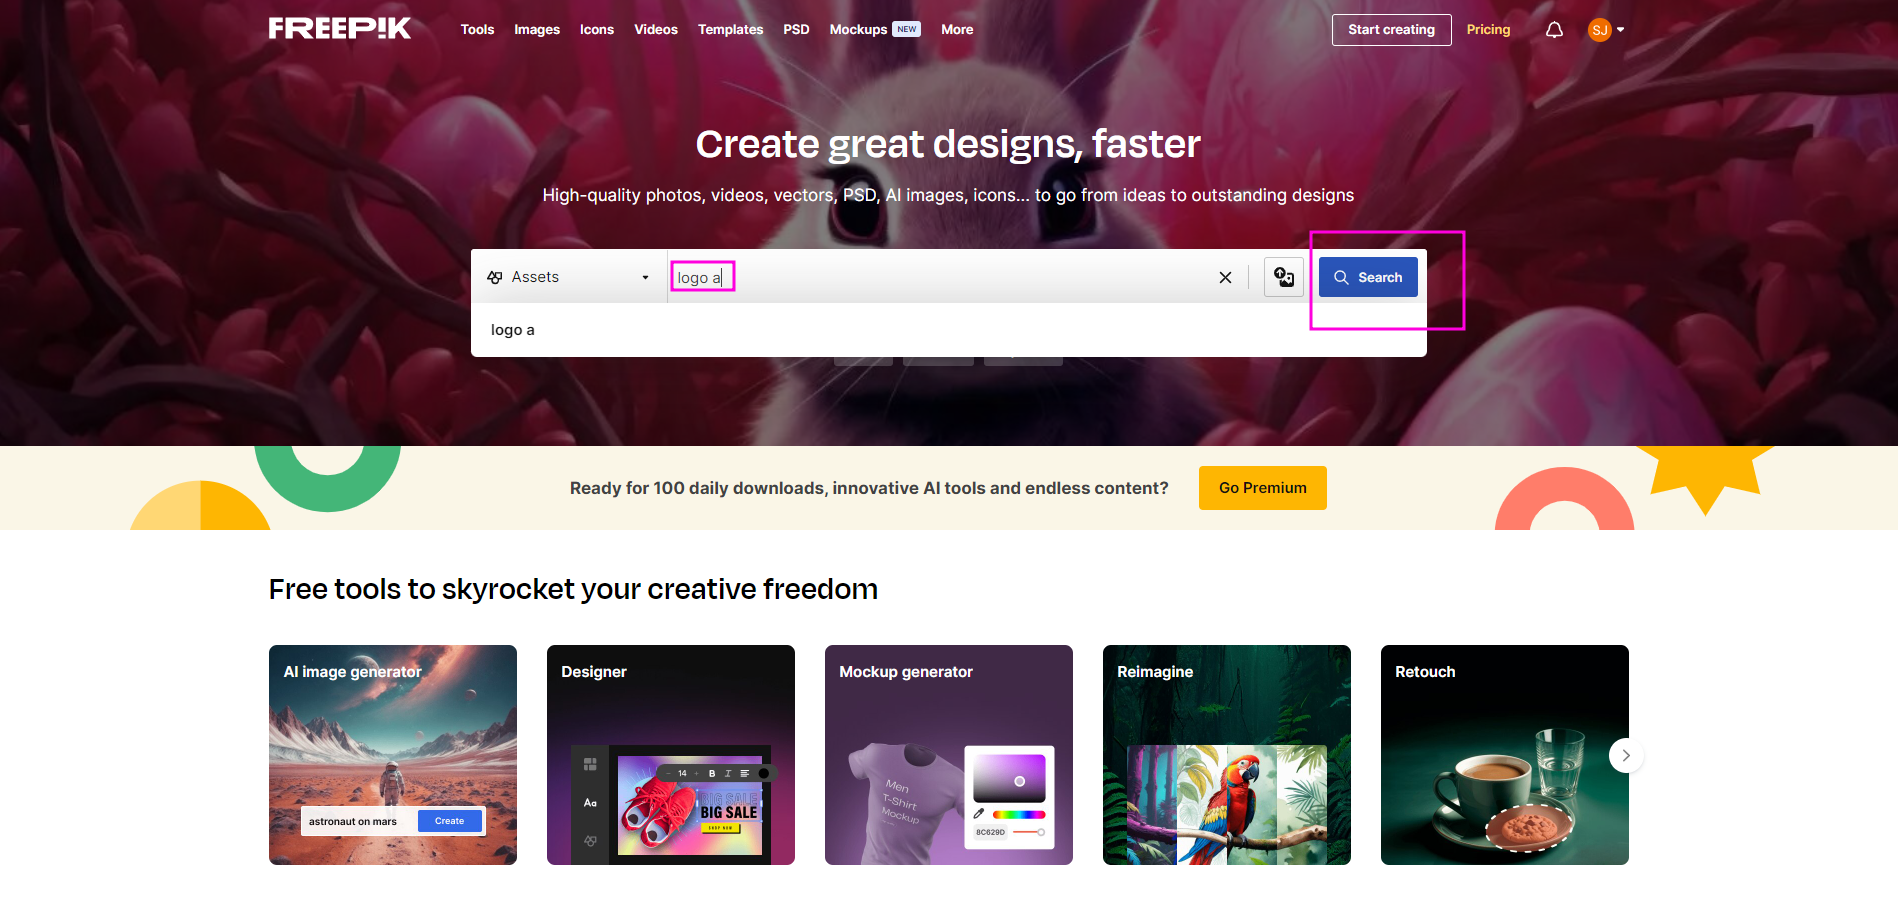 FREEPIK Tools Images Icons Videos Templates PSD Mockups NEW More Start creating Pricing SJ
Create great designs, faster
High-quality photos, videos, vectors, PSD, AI images, icons... to go from ideas to outstanding designs
Assets logo a Search
logo a
Ready for 100 daily downloads, innovative AI tools and endless content? Go Premium
Free tools to skyrocket your creative freedom
AI image generator
astronaut on mars Create
Designer
14 B I
Aa
BIG SALE
BIG SALE
SHOP NOW
Mockup generator
Men
T-Shirt
Mockup
8C629D
Reimagine
Retouch